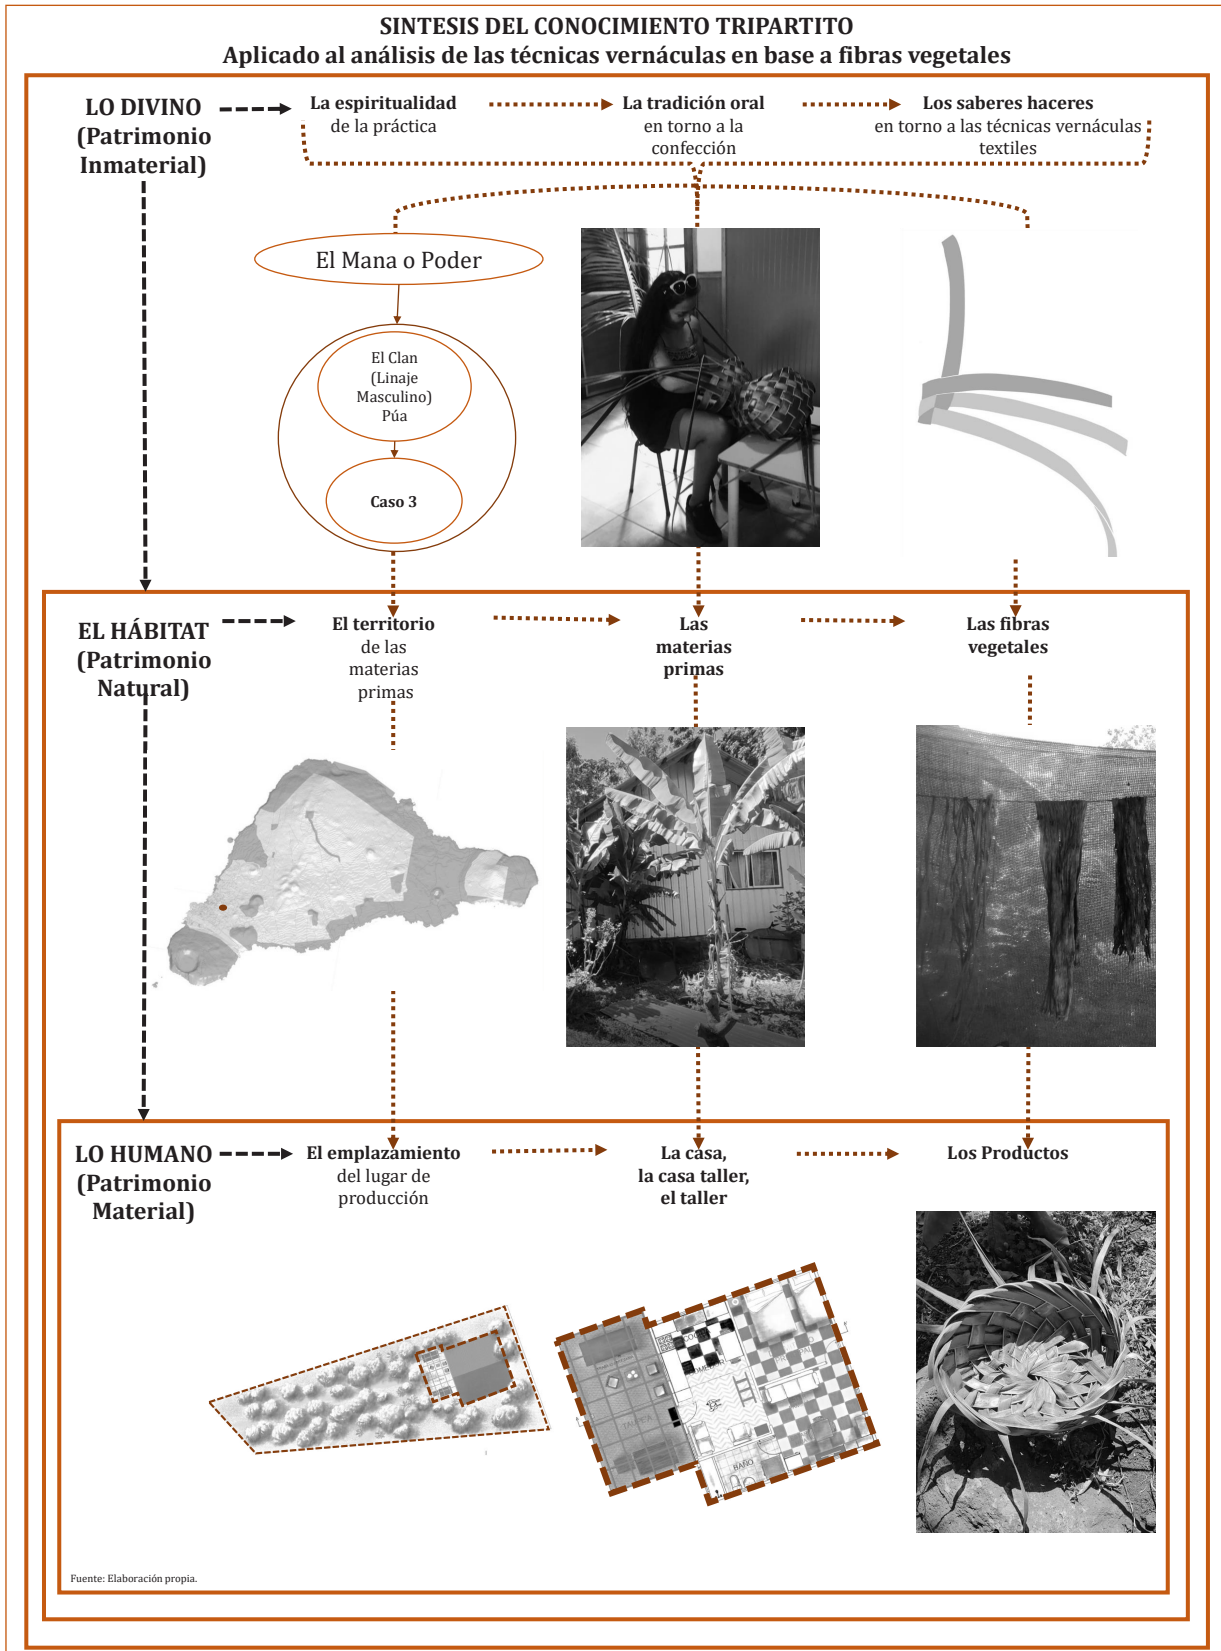 SINTESIS DEL CONOCIMIENTO TRIPARTITO
Aplicado al análisis de las técnicas vernáculas en base a fibras vegetales
LO DIVINO
(Patrimonio
Inmaterial)
La espiritualidad
de la práctica
La tradición oral
en torno a la
confección
Los saberes haceres
en torno a las técnicas vernáculas
textiles
El Mana o Poder
El Clan
(Linaje
Masculino)
Púa
Caso 3
EL HÁBITAT
(Patrimonio
Natural)
El territorio
de las
materias
primas
Las
materias
primas
Las fibras
vegetales
LO HUMANO
(Patrimonio
Material)
El emplazamiento
del lugar de
producción
La casa,
la casa taller,
el taller
Los Productos
BAÑO
Fuente: Elaboración propia.